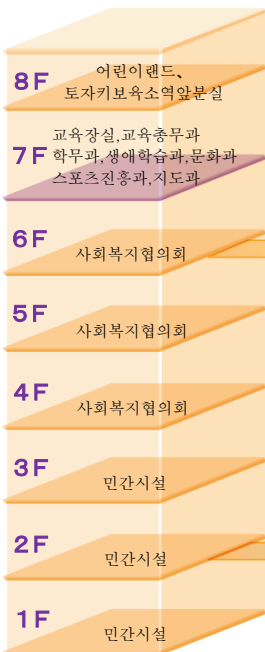 8F
어린이랜드、
토자키보육소역앞분실
7F
교육장실,교육총무과
학무과,생애학습과,문화과
스포츠진흥과,지도과
6F
사회복지협의회
5F
사회복지협의회
4F
사회복지협의회
3F
민간시설
2F
민간시설
1F
민간시설